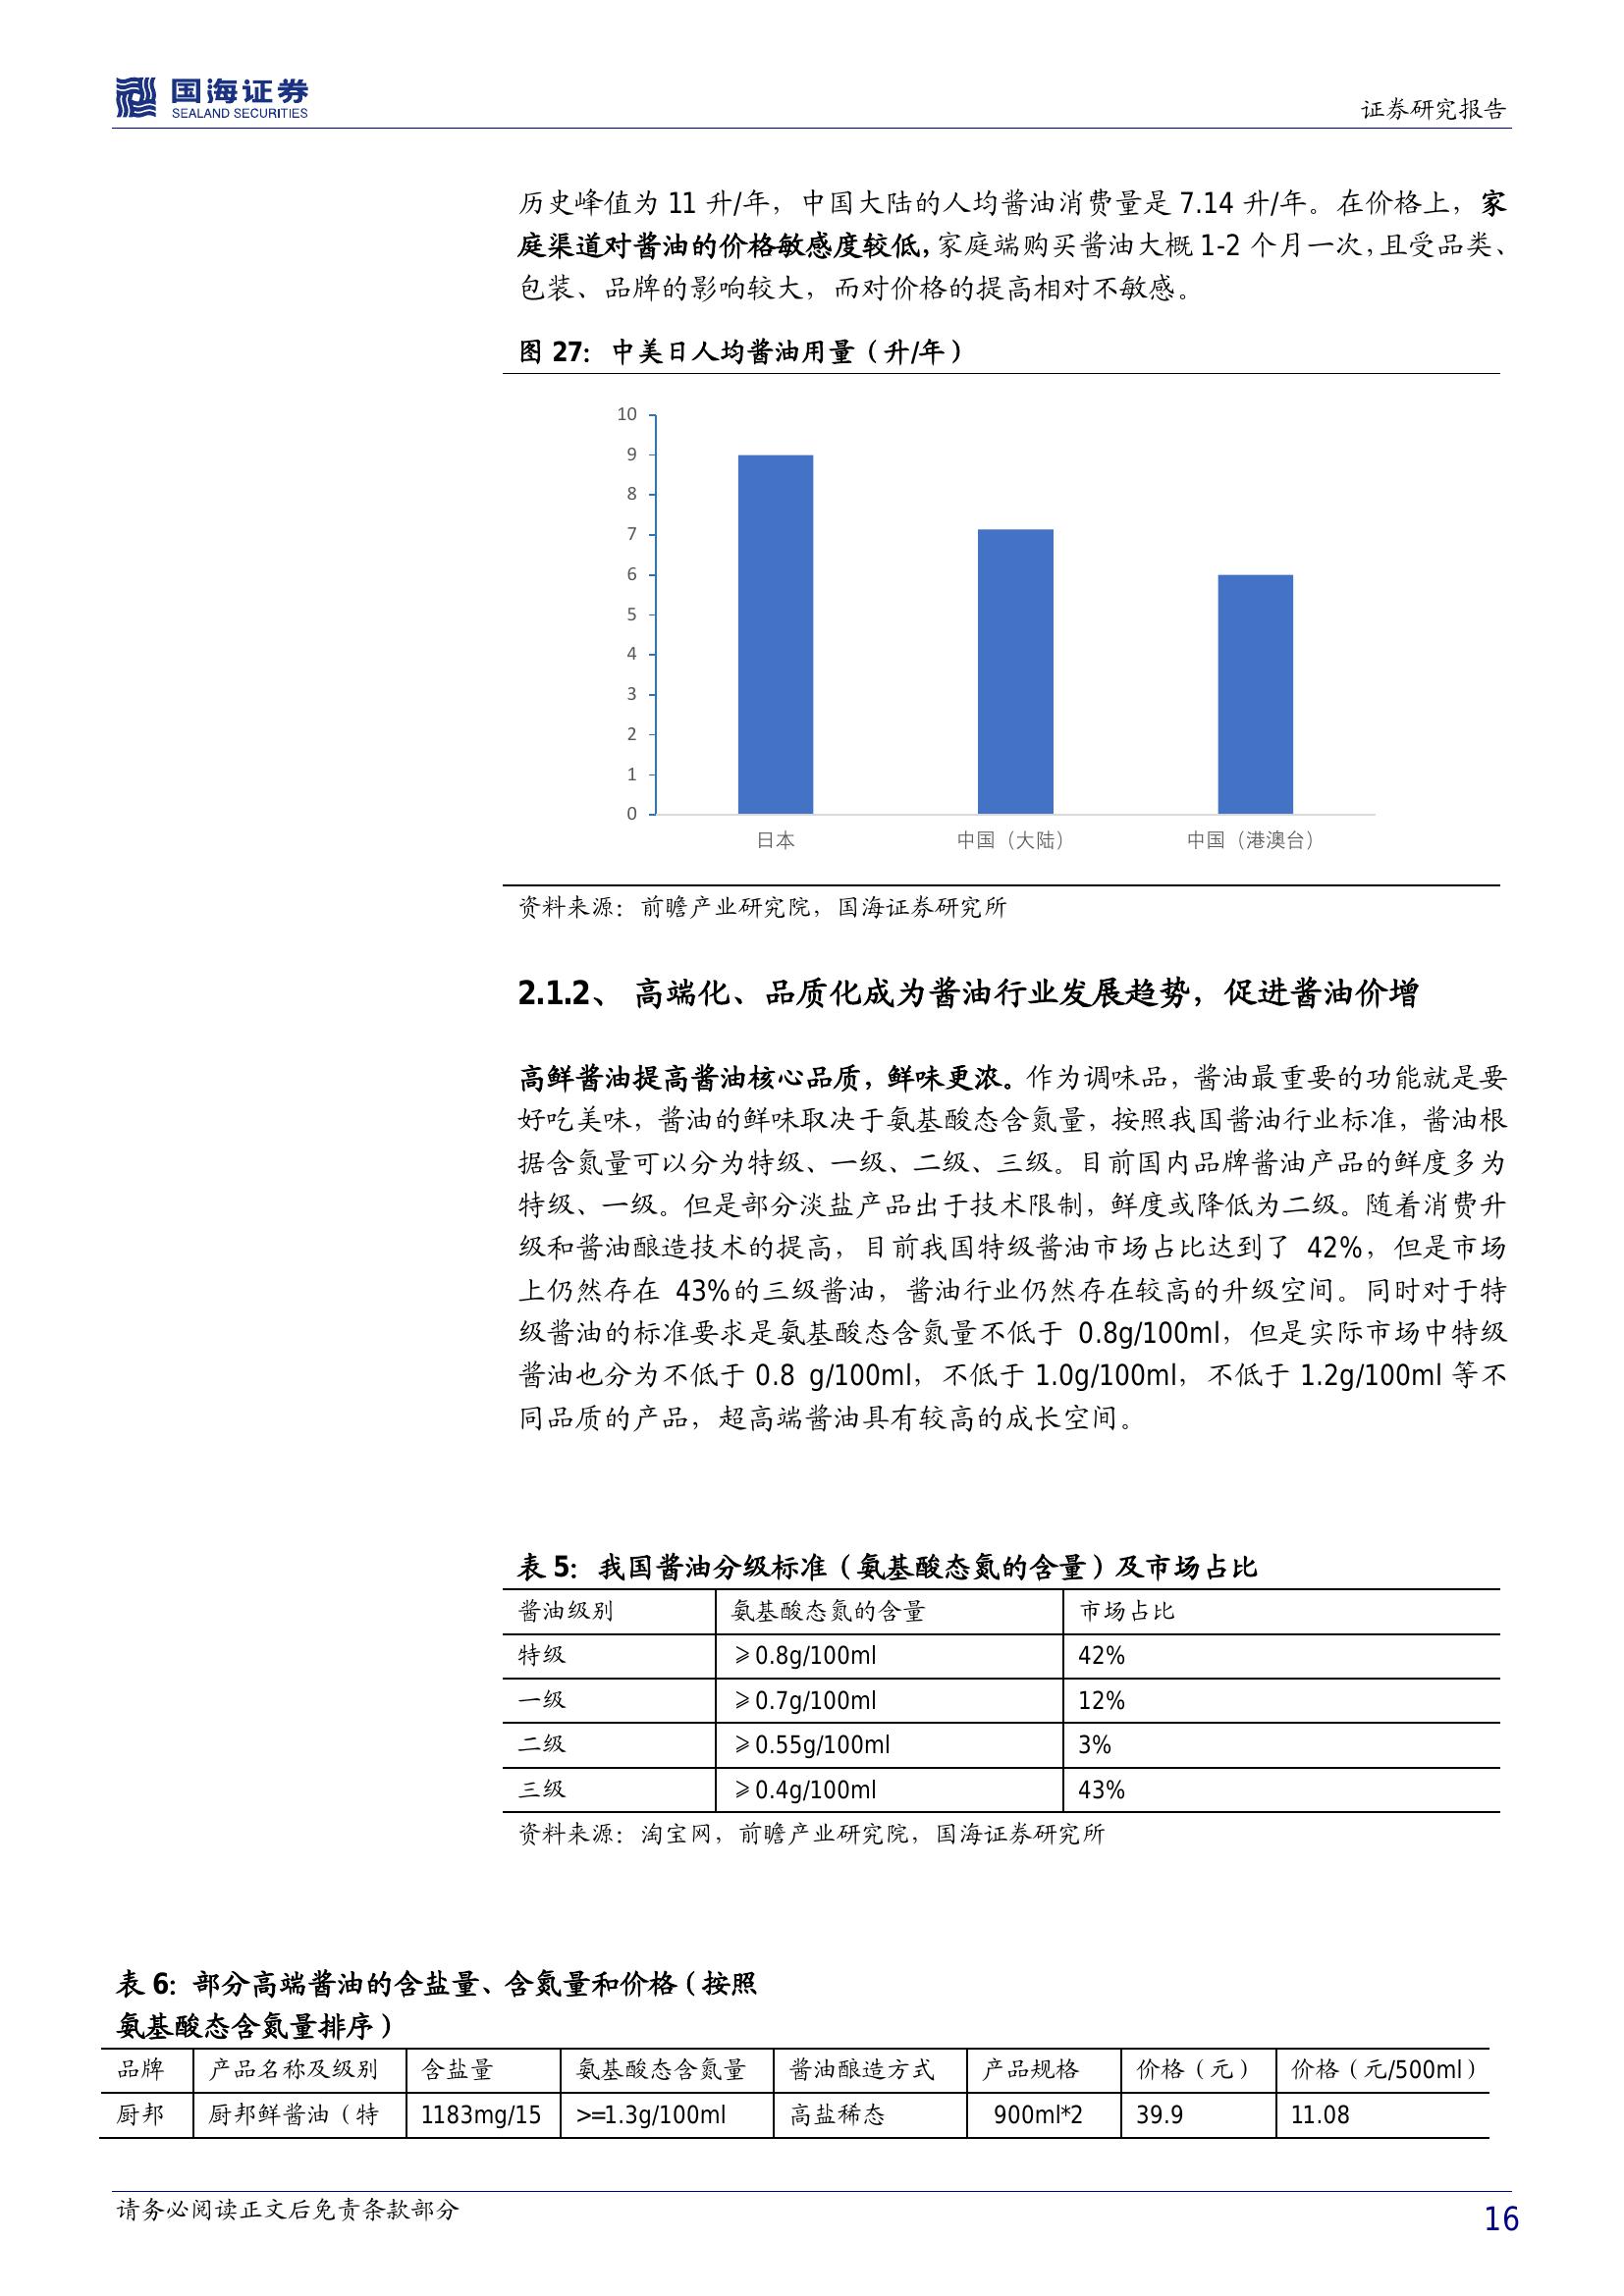 国海证券
SEALAND SECURITIES
证券研究报告
历史峰值为 11 升/年，中国大陆的人均酱油消费量是 7.14 升/年。在价格上，家
庭渠道对酱油的价格敏感度较低，家庭端购买酱油大概 1-2 个月一次，且受品类、
包装、品牌的影响较大，而对价格的提高相对不敏感。
图 27：中美日人均酱油用量（升/年）
10
9
8
7
6
5
4
3
2
1
0
日本 中国（大陆） 中国（港澳台）
资料来源：前瞻产业研究院，国海证券研究所
2.1.2、 高端化、品质化成为酱油行业发展趋势，促进酱油价增
高鲜酱油提高酱油核心品质，鲜味更浓。作为调味品，酱油最重要的功能就是要
好吃美味，酱油的鲜味取决于氨基酸态含氮量，按照我国酱油行业标准，酱油根
据含氮量可以分为特级、一级、二级、三级。目前国内品牌酱油产品的鲜度多为
特级、一级。但是部分淡盐产品出于技术限制，鲜度或降低为二级。随着消费升
级和酱油酿造技术的提高，目前我国特级酱油市场占比达到了 42%，但是市场
上仍然存在 43%的三级酱油，酱油行业仍然存在较高的升级空间。同时对于特
级酱油的标准要求是氨基酸态含氮量不低于 0.8g/100ml，但是实际市场中特级
酱油也分为不低于 0.8 g/100ml，不低于 1.0g/100ml，不低于 1.2g/100ml 等不
同品质的产品，超高端酱油具有较高的成长空间。
表 5：我国酱油分级标准（氨基酸态氮的含量）及市场占比
酱油级别 氨基酸态氮的含量 市场占比
特级 ≥0.8g/100ml 42%
一级 ≥0.7g/100ml 12%
二级 ≥0.55g/100ml 3%
三级 ≥0.4g/100ml 43%
资料来源：淘宝网，前瞻产业研究院，国海证券研究所
表 6：部分高端酱油的含盐量、含氮量和价格（按照
氨基酸态含氮量排序）
品牌 产品名称及级别 含盐量 氨基酸态含氮量 酱油酿造方式 产品规格 价格（元） 价格（元/500ml）
厨邦 厨邦鲜酱油（特 1183mg/15 >=1.3g/100ml 高盐稀态 900ml*2 39.9 11.08
请务必阅读正文后免责条款部分
16